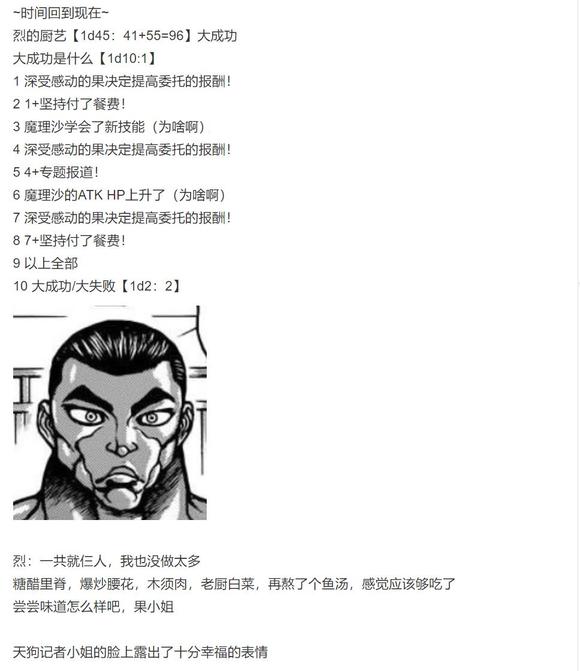 ~时间回到现在~
烈的厨艺【1d45：41+55=96】大成功
大成功是什么【1d10:1】
1 深受感动的果决定提高委托的报酬！
2 1+坚持付了餐费！
3 魔理沙学会了新技能（为啥啊）
4 深受感动的果决定提高委托的报酬！
5 4+专题报道！
6 魔理沙的ATK HP上升了（为啥啊）
7 深受感动的果决定提高委托的报酬！
8 7+坚持付了餐费！
9 以上全部
10 大成功/大失败【1d2：2】
烈：一共就仨人，我也没做太多
糖醋里脊，爆炒腰花，木须肉，老厨白菜，再熬了个鱼汤，感觉应该够吃了
尝尝味道怎么样吧，果小姐
天狗记者小姐的脸上露出了十分幸福的表情